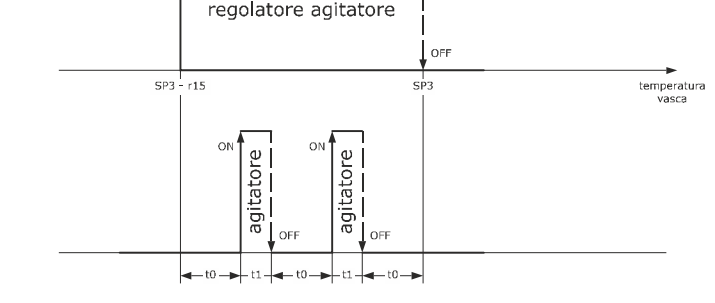 regolatore agitatore
OFF
SP3 - r15
SP3
temperatura
vasca
ON
agitatore
OFF
ON
agitatore
OFF
t0
t1
t0
t1
t0